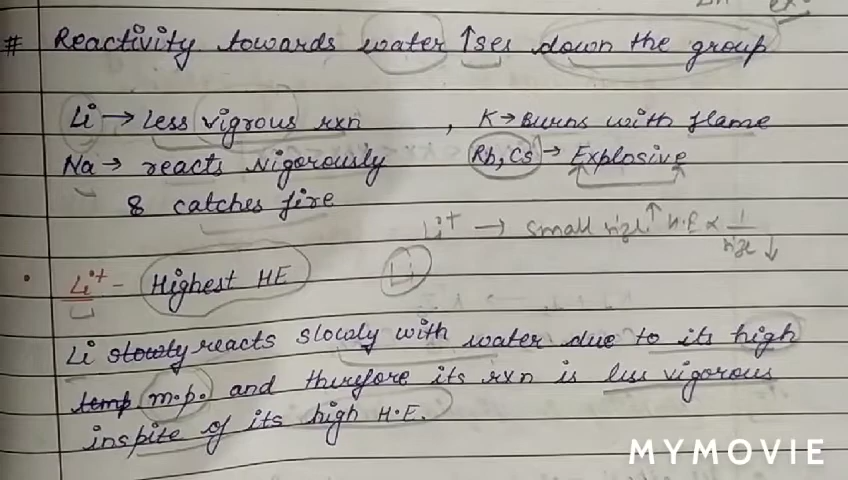 # Reactivity towards water ↑ses down the group
Li → Less vigrous rxn , K → Burns with flame
Na → reacts vigorously Rb, Cs → Explosive
& catches fire
Li+ → small size ↑ H.E ∝ 1/size ↓
• Li+ - Highest HE Li
Li slowly reacts slowly with water due to its high
temp m.p. and therefore its rxn is less vigorous
inspite of its high H.E.
MYMOVIE